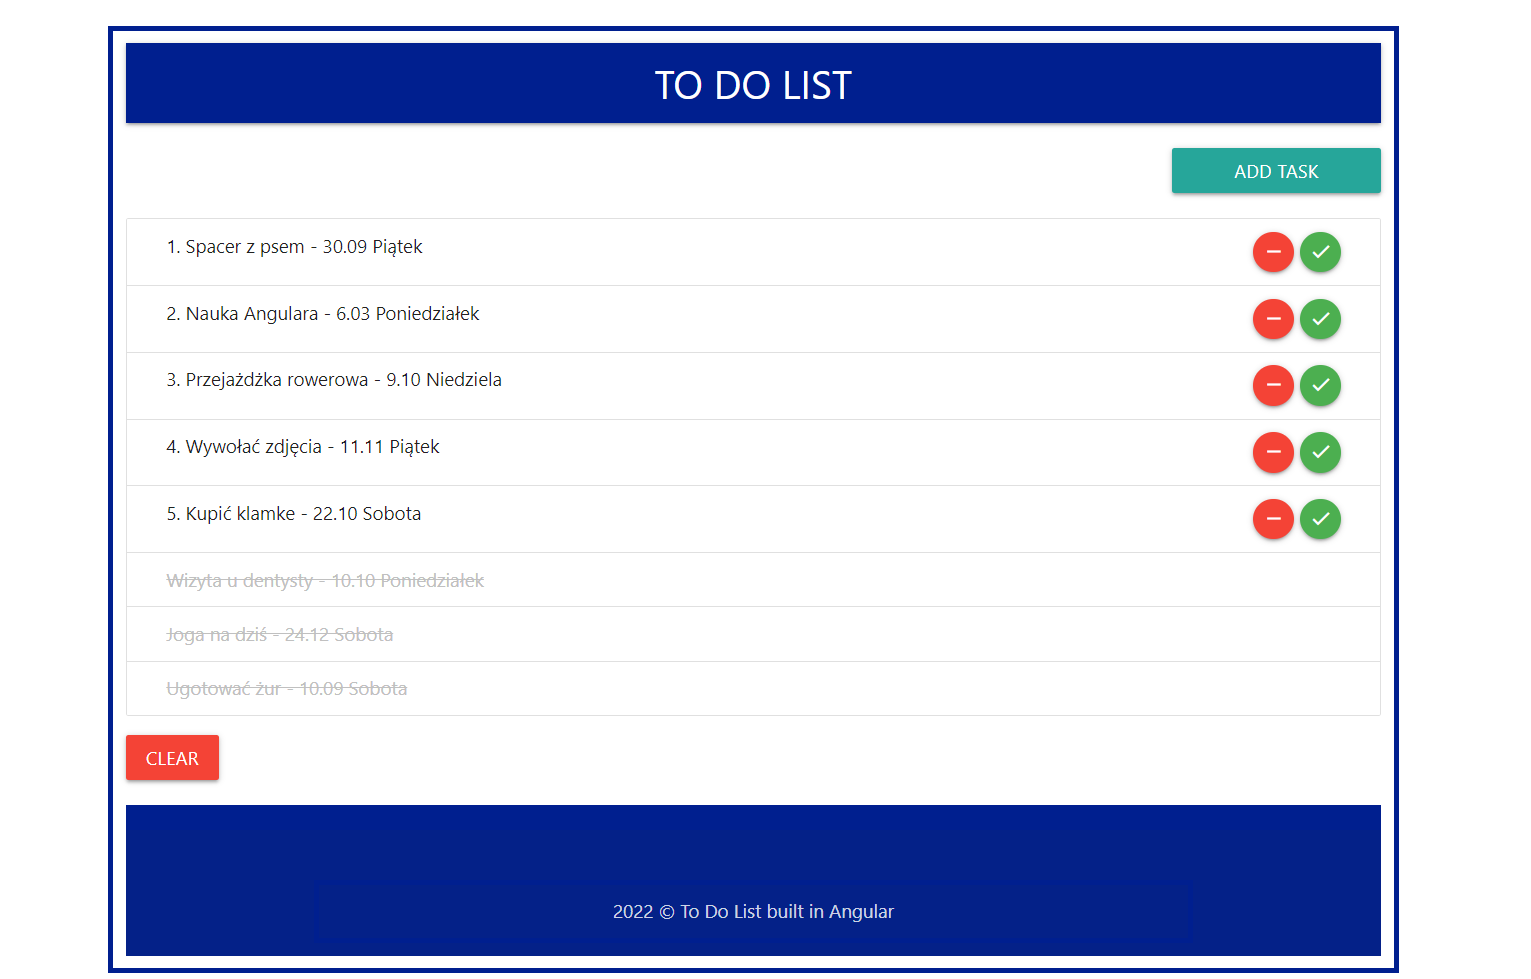 TO DO LIST
ADD TASK
1. Spacer z psem - 30.09 Piątek
2. Nauka Angulara - 6.03 Poniedziałek
3. Przejażdżka rowerowa - 9.10 Niedziela
4. Wywołać zdjęcia - 11.11 Piątek
5. Kupić klamke - 22.10 Sobota
Wizyta u dentysty - 10.10 Poniedziałek
Joga na dziś - 24.12 Sobota
Ugotować żur - 10.09 Sobota
CLEAR
2022 © To Do List built in Angular